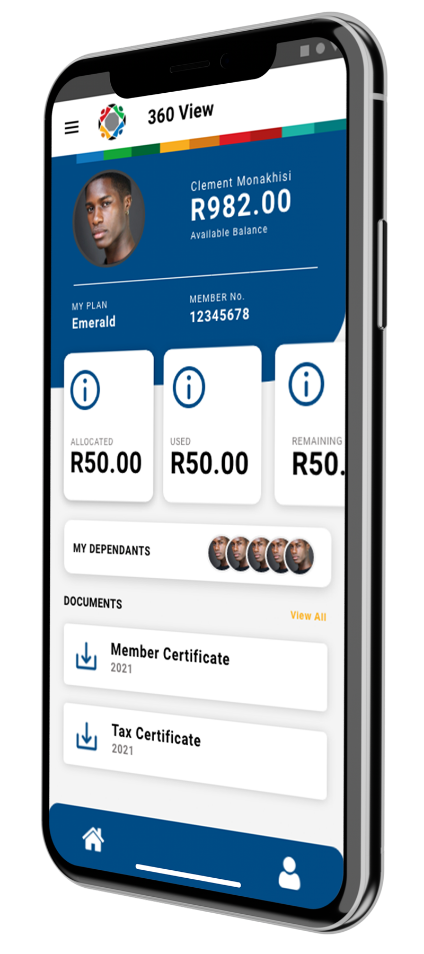 360 View
Clement Monakhisi
R982.00
Available Balance
MY PLAN
Emerald
MEMBER No.
12345678
ALLOCATED
R50.00
USED
R50.00
REMAINING
R50.
MY DEPENDANTS
DOCUMENTS
View All
Member Certificate
2021
Tax Certificate
2021